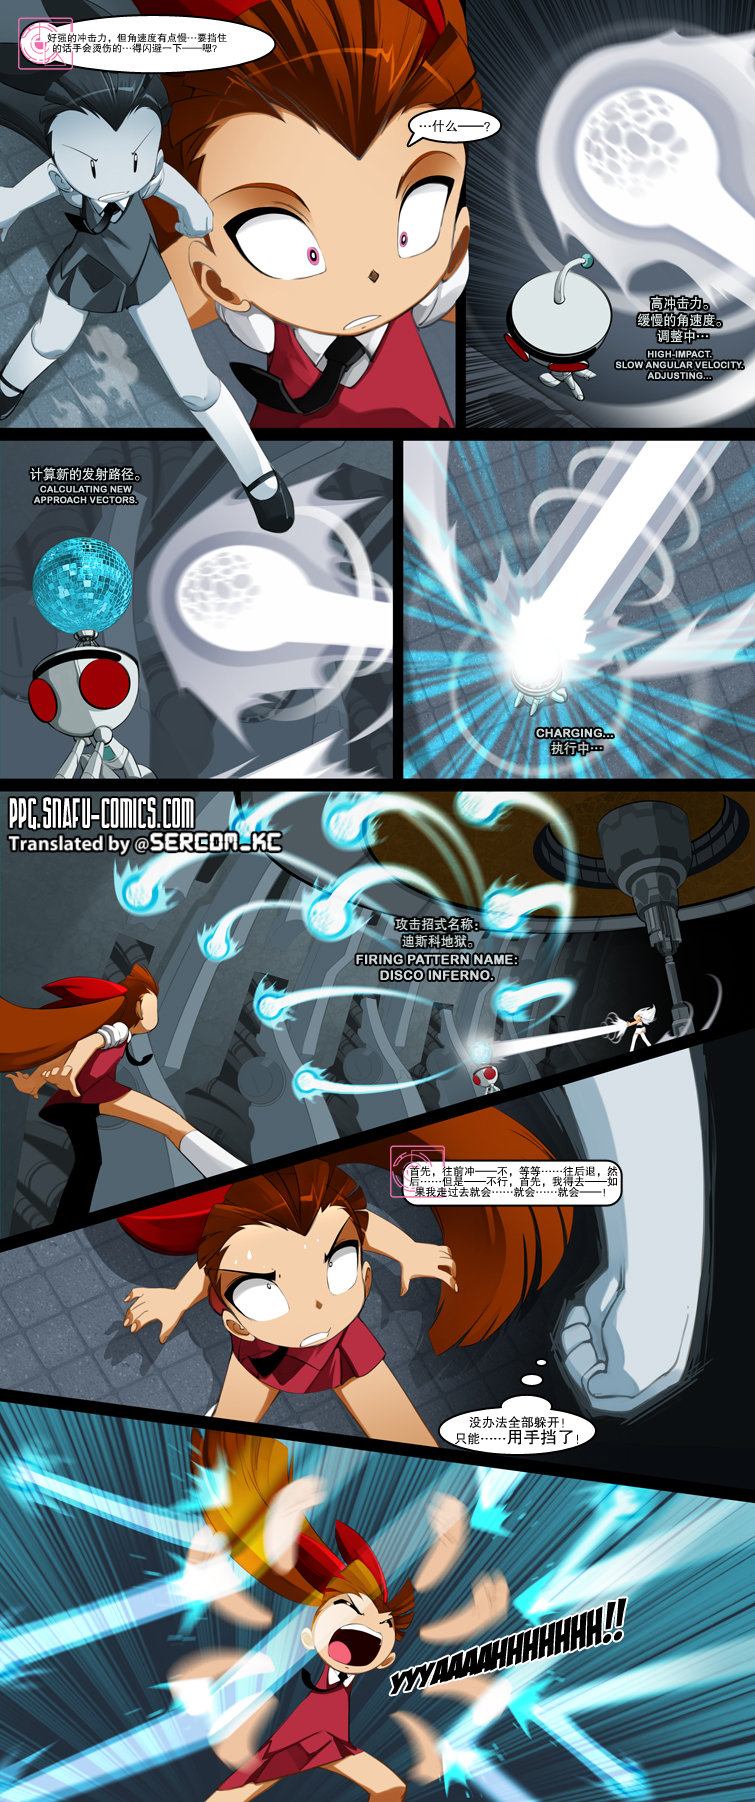 好强的冲击力，但角速度有点慢…要挡住
的话手会烫伤的…得闪避一下——嗯？
…什么——？
高冲击力。
缓慢的角速度。
调整中…
HIGH-IMPACT.
SLOW ANGULAR VELOCITY.
ADJUSTING...
计算新的发射路径。
CALCULATING NEW
APPROACH VECTORS.
CHARGING...
执行中…
PPG.SNAFU-COMICS.COM
Translated by @SERCOM_KC
攻击招式名称：
迪斯科地狱。
FIRING PATTERN NAME:
DISCO INFERNO.
首先，往前冲——不，等等……往后退，然
后……但是——不行，首先，我得去——如
果我走过去就会……就会……就会——！
没办法全部躲开！
只能……用手挡了！
YYYAAAAHHHHHHH!!